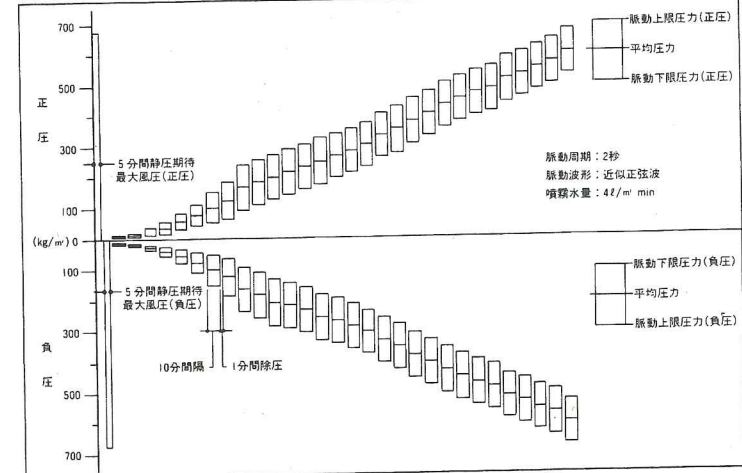 700
500
正
圧
300
100
(kg/㎡) 0
100
300
負
圧
500
700
5分間静圧期待
最大風圧(正圧)
5分間静圧期待
最大風圧(負圧)
10分間隔
1分間除圧
脈動上限圧力(正圧)
平均圧力
脈動下限圧力(正圧)
脈動周期:2秒
脈動波形:近似正弦波
噴霧水量:4ℓ/㎡ min
脈動下限圧力(負圧)
平均圧力
脈動上限圧力(負圧)